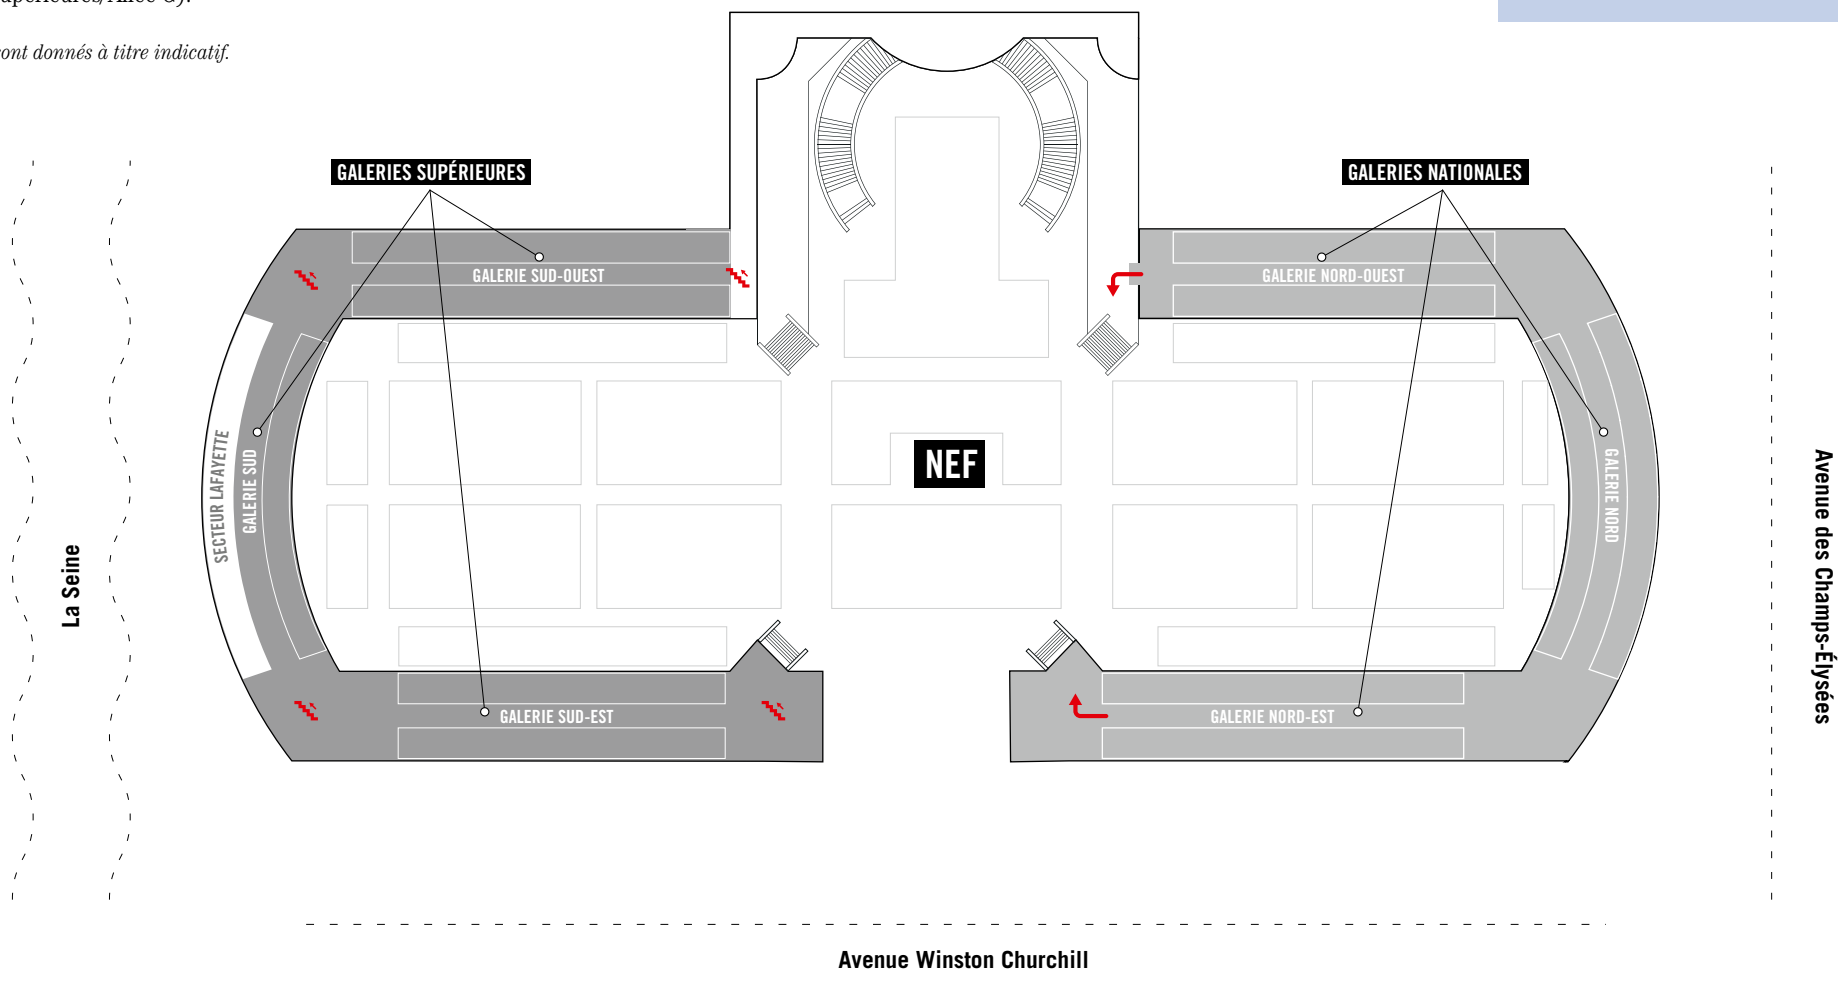 ont donnés à titre indicatif.
GALERIES SUPÉRIEURES
GALERIES NATIONALES
GALERIE SUD-OUEST
GALERIE NORD-OUEST
SECTEUR LAFAYETTE
GALERIE SUD
NEF
GALERIE NORD
La Seine
Avenue des Champs-Élysées
GALERIE SUD-EST
GALERIE NORD-EST
Avenue Winston Churchill